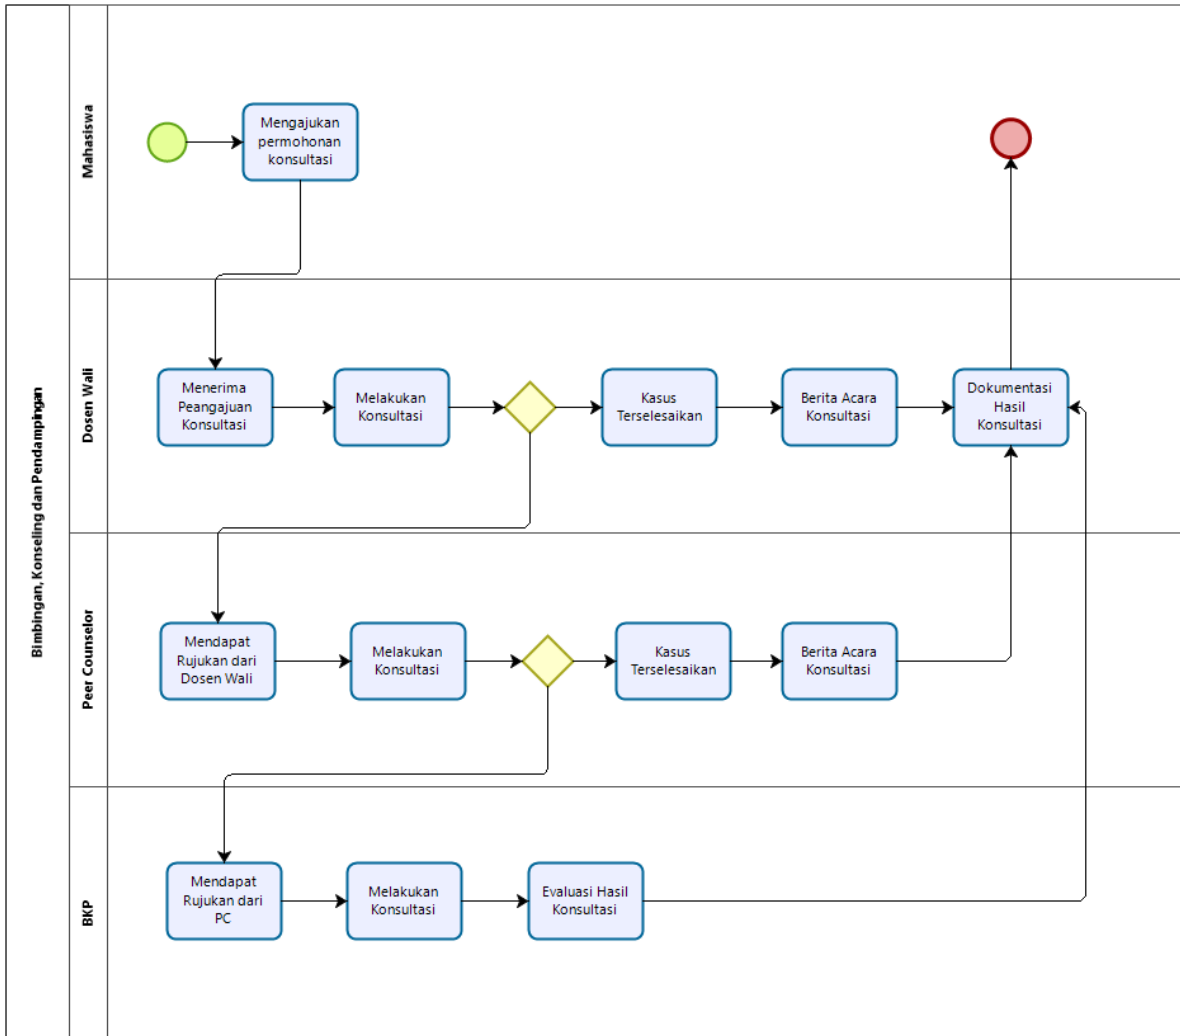 Bimbingan, Konseling dan Pendampingan
Mahasiswa
Mengajukan
permohonan
konsultasi
Dosen Wali
Menerima
Peangajuan
Konsultasi
Melakukan
Konsultasi
Kasus
Terselesaikan
Berita Acara
Konsultasi
Dokumentasi
Hasil
Konsultasi
Peer Counselor
Mendapat
Rujukan dari
Dosen Wali
Melakukan
Konsultasi
Kasus
Terselesaikan
Berita Acara
Konsultasi
BKP
Mendapat
Rujukan dari
PC
Melakukan
Konsultasi
Evaluasi Hasil
Konsultasi